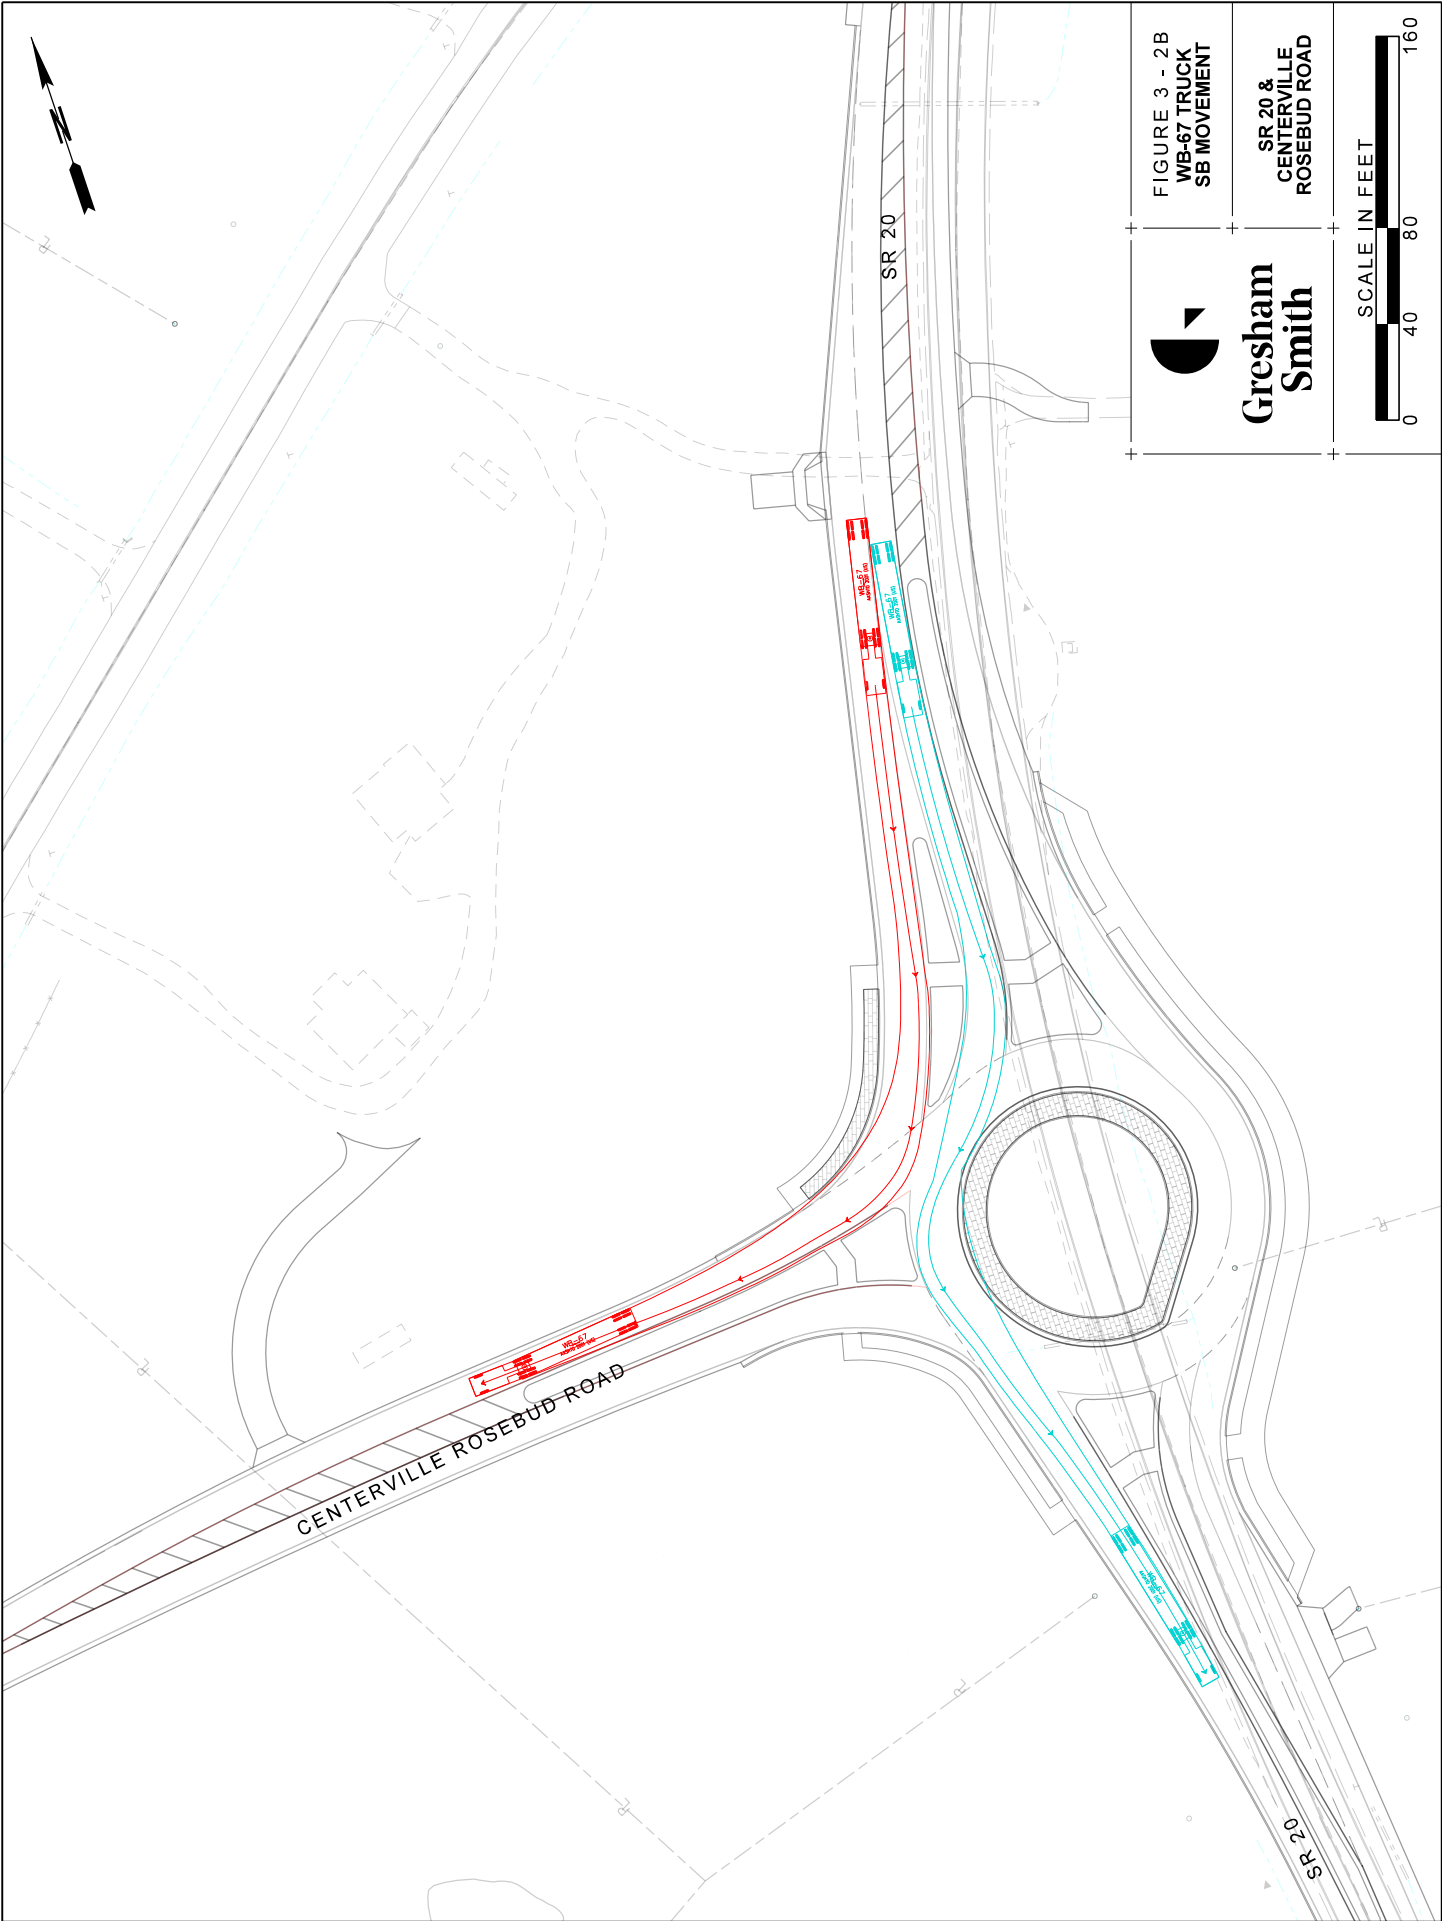 N
FIGURE 3 - 2B
WB-67 TRUCK
SB MOVEMENT
SR 20 &
CENTERVILLE
ROSEBUD ROAD
Gresham
Smith
SCALE IN FEET
0 40 80 160
SR 20
WB-67
WB-67
WB-67
WB-67
CENTERVILLE ROSEBUD ROAD
SR 20